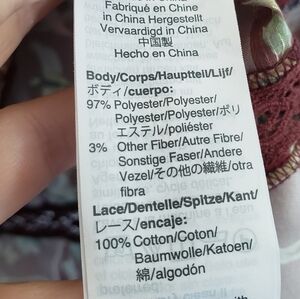 Fabriqué en Chine
in China Hergestellt
Vervaardigd in China
中国製
Hecho en China
Body/Corps/Hauptteil/Lijf/
ボディ/cuerpo:
97% Polyester/Polyester/
Polyester/Polyester/ポリ
エステル/poliéster
3% Other Fiber/Autre Fibre/
Sonstige Faser/Andere
Vezel/その他の繊維/otra
fibra
Lace/Dentelle/Spitze/Kant/
レース/encaje:
100% Cotton/Coton/
Baumwolle/Katoen/
綿/algodón